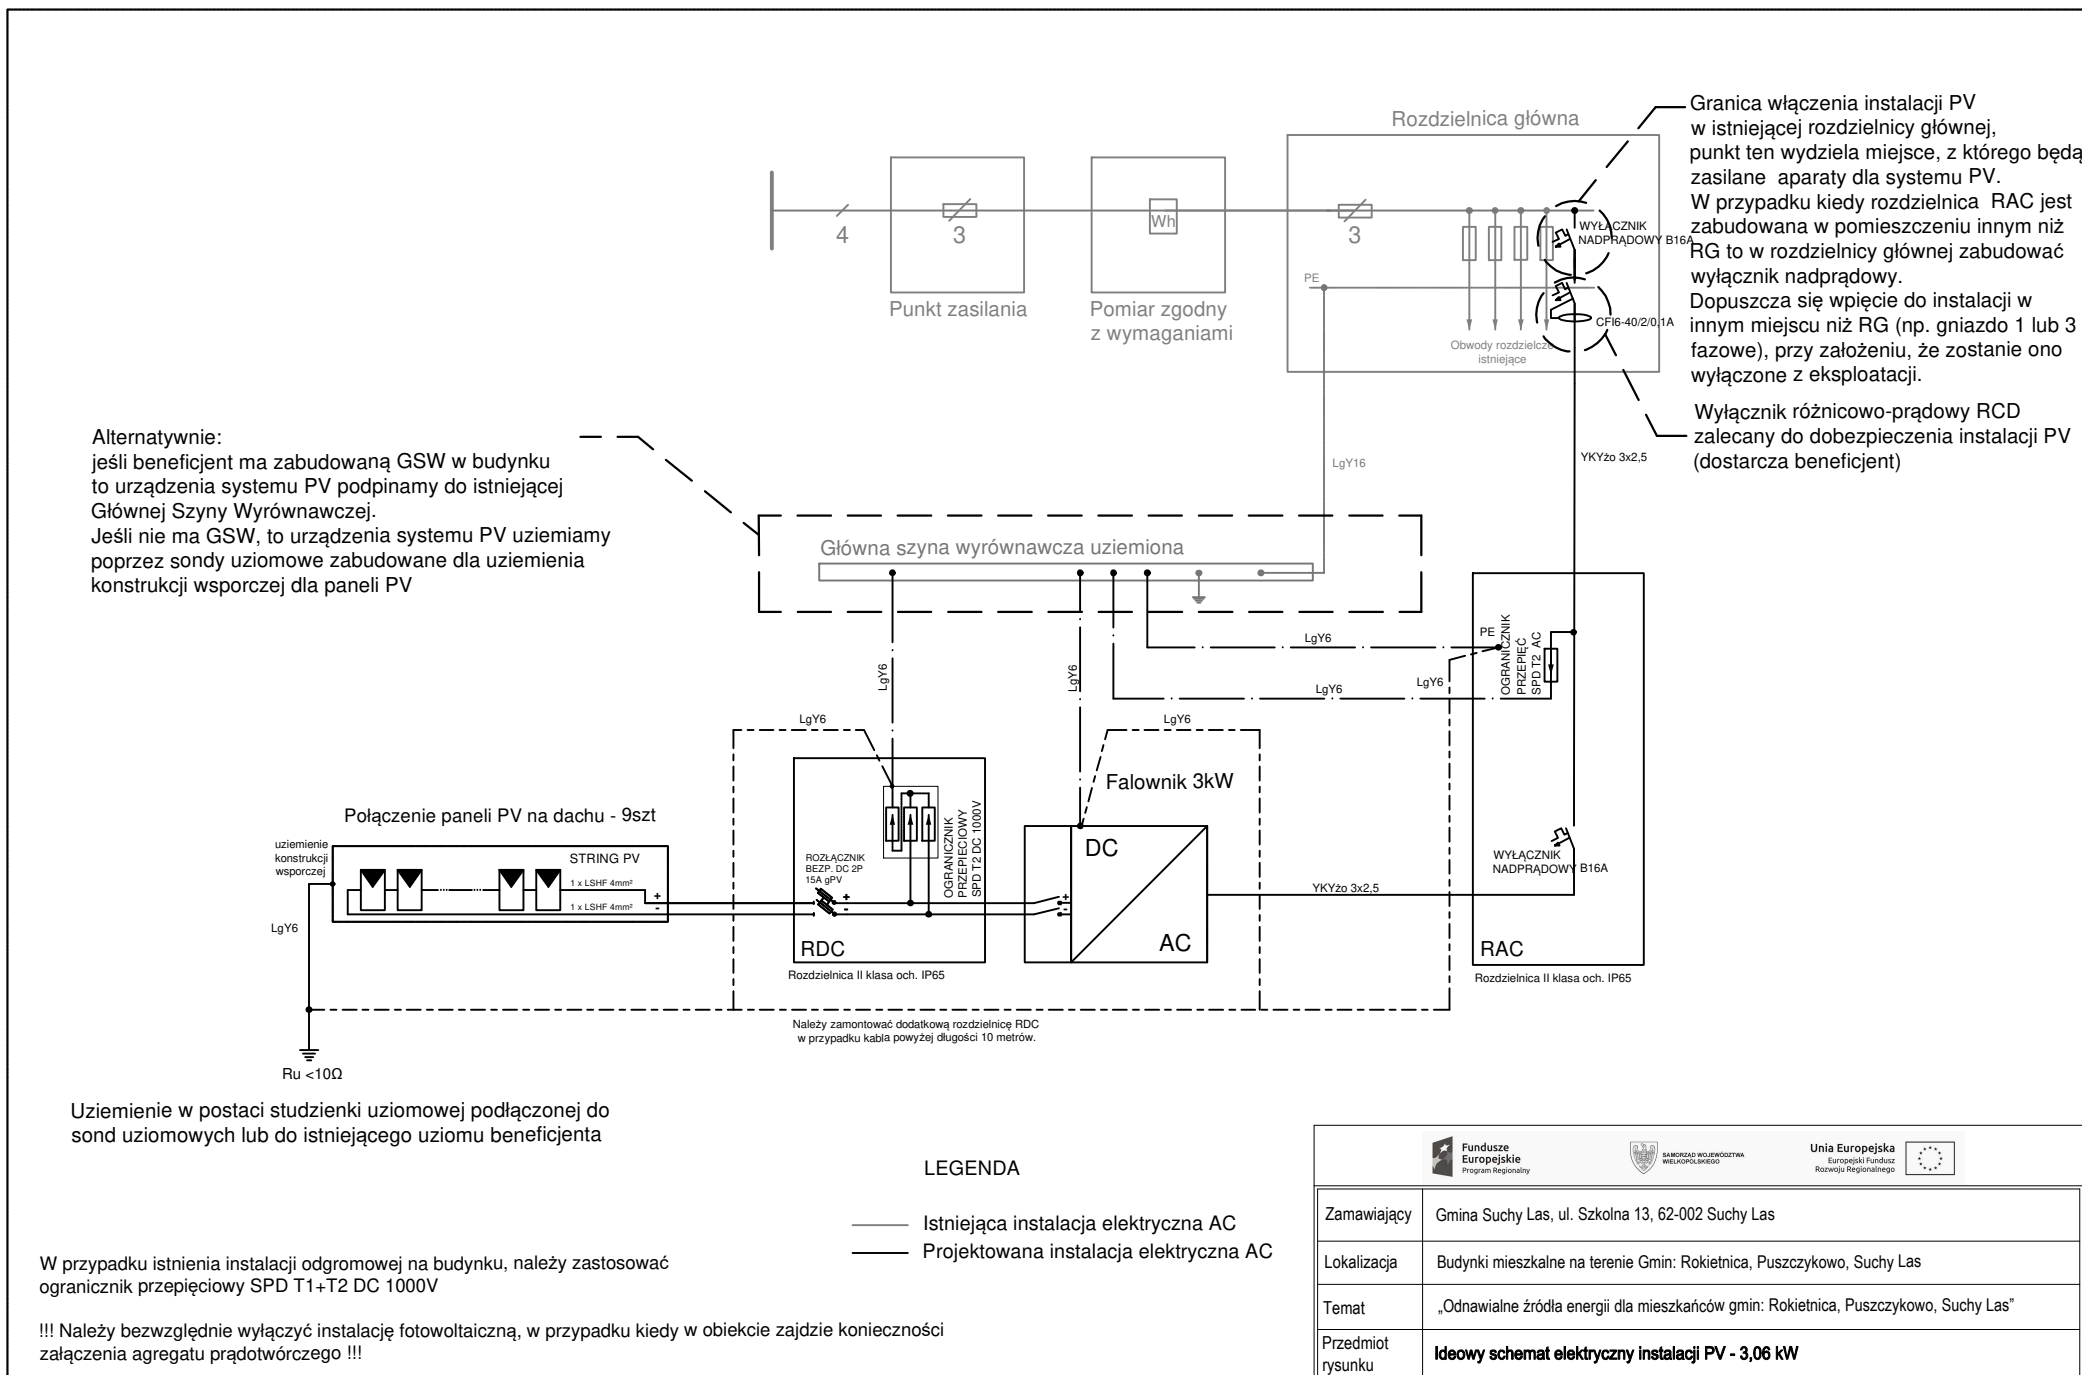 Rozdzielnica główna
Granica włączenia instalacji PV
w istniejącej rozdzielnicy głównej,
punkt ten wydziela miejsce, z którego będą
zasilane aparaty dla systemu PV.
W przypadku kiedy rozdzielnica RAC jest
zabudowana w pomieszczeniu innym niż
RG to w rozdzielnicy głównej zabudować
wyłącznik nadprądowy.
Dopuszcza się wpięcie do instalacji w
innym miejscu niż RG (np. gniazdo 1 lub 3
fazowe), przy założeniu, że zostanie ono
wyłączone z eksploatacji.
4
3
Wh
3
WYŁĄCZNIK
NADPRĄDOWY B16A
PE
CFI6-40/2/0,1A
Punkt zasilania
Pomiar zgodny
z wymaganiami
Obwody rozdzielcze
istniejące
Wyłącznik różnicowo-prądowy RCD
zalecany do dobezpieczenia instalacji PV
(dostarcza beneficjent)
LgY16
YKYżo 3x2,5
Alternatywnie:
jeśli beneficjent ma zabudowaną GSW w budynku
to urządzenia systemu PV podpinamy do istniejącej
Głównej Szyny Wyrównawczej.
Jeśli nie ma GSW, to urządzenia systemu PV uziemiamy
poprzez sondy uziomowe zabudowane dla uziemienia
konstrukcji wsporczej dla paneli PV
Główna szyna wyrównawcza uziemiona
LgY6
LgY6
LgY6
LgY6
LgY6
PE
OGRANICZNIK
PRZEPIĘĆ
SPD T2 AC
LgY6
LgY6
Falownik 3kW
Połączenie paneli PV na dachu - 9szt
uziemienie
konstrukcji
wsporczej
STRING PV
1 x LSHF 4mm²
1 x LSHF 4mm²
+
-
LgY6
ROZŁĄCZNIK
BEZP. DC 2P
15A gPV
+
-
OGRANICZNIK
PRZEPIECIOWY
SPD T2 DC 1000V
RDC
Rozdzielnica II klasa och. IP65
+
-
DC
AC
YKYżo 3x2,5
WYŁĄCZNIK
NADPRĄDOWY B16A
RAC
Rozdzielnica II klasa och. IP65
Należy zamontować dodatkową rozdzielnicę RDC
w przypadku kabla powyżej długości 10 metrów.
Ru <10Ω
Uziemienie w postaci studzienki uziomowej podłączonej do
sond uziomowych lub do istniejącego uziomu beneficjenta
LEGENDA
Istniejąca instalacja elektryczna AC
Projektowana instalacja elektryczna AC
W przypadku istnienia instalacji odgromowej na budynku, należy zastosować
ogranicznik przepięciowy SPD T1+T2 DC 1000V
!!! Należy bezwzględnie wyłączyć instalację fotowoltaiczną, w przypadku kiedy w obiekcie zajdzie konieczności
załączenia agregatu prądotwórczego !!!
Fundusze
Europejskie
Program Regionalny
SAMORZĄD WOJEWÓDZTWA
WIELKOPOLSKIEGO
Unia Europejska
Europejski Fundusz
Rozwoju Regionalnego
Zamawiający
Gmina Suchy Las, ul. Szkolna 13, 62-002 Suchy Las
Lokalizacja
Budynki mieszkalne na terenie Gmin: Rokietnica, Puszczykowo, Suchy Las
Temat
„Odnawialne źródła energii dla mieszkańców gmin: Rokietnica, Puszczykowo, Suchy Las”
Przedmiot
rysunku
Ideowy schemat elektryczny instalacji PV - 3,06 kW